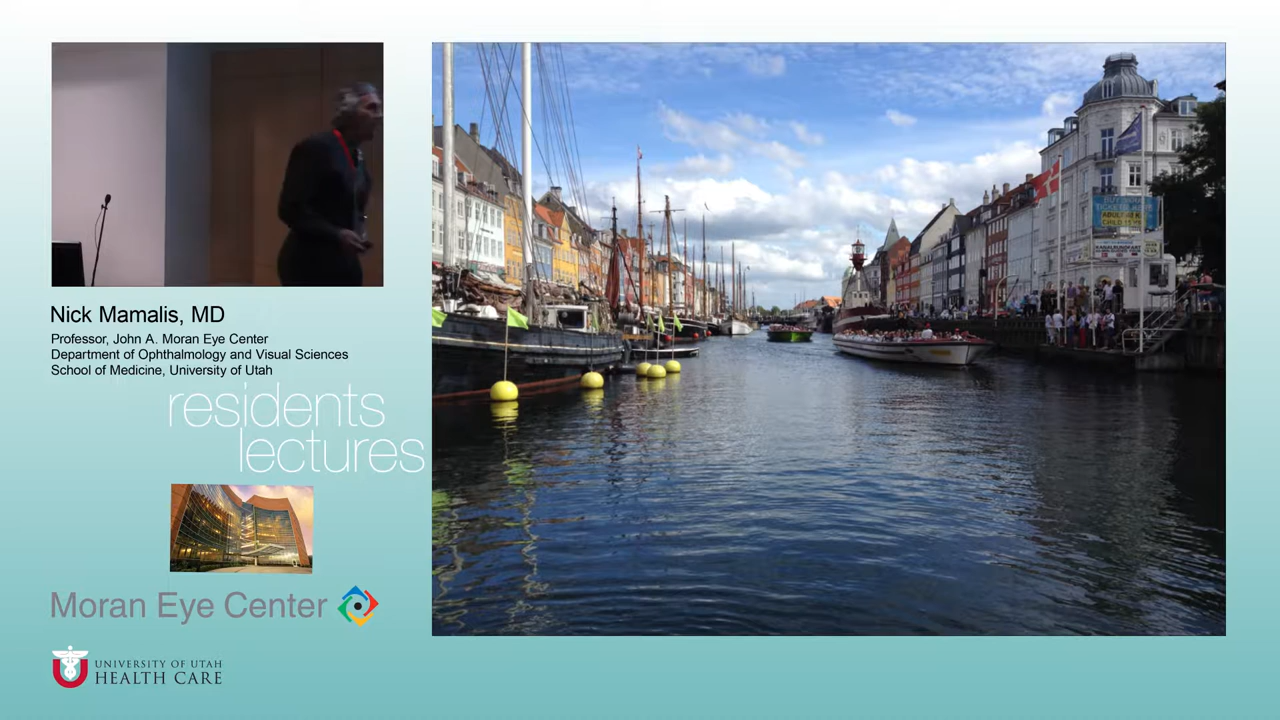 Nick Mamalis, MD
Professor, John A. Moran Eye Center
Department of Ophthalmology and Visual Sciences
School of Medicine, University of Utah
residents
lectures
Moran Eye Center
UNIVERSITY OF UTAH
HEALTH CARE